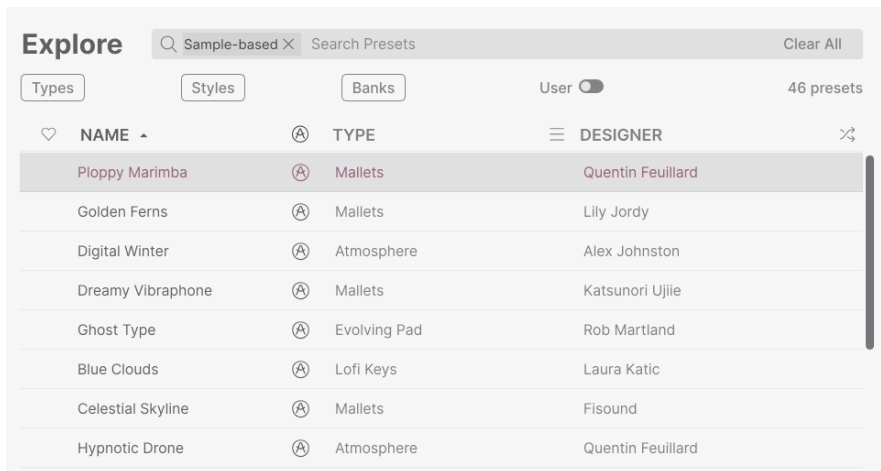 Explore Sample-based Search Presets Clear All
Types Styles Banks User 46 presets
NAME TYPE DESIGNER
Ploppy Marimba Mallets Quentin Feuillard
Golden Ferns Mallets Lily Jordy
Digital Winter Atmosphere Alex Johnston
Dreamy Vibraphone Mallets Katsunori Ujiie
Ghost Type Evolving Pad Rob Martland
Blue Clouds Lofi Keys Laura Katic
Celestial Skyline Mallets Fisound
Hypnotic Drone Atmosphere Quentin Feuillard